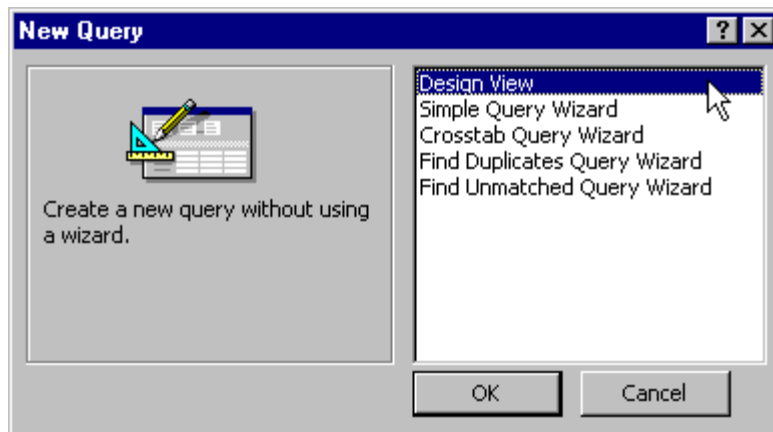 New Query
Create a new query without using
a wizard.
Design View
Simple Query Wizard
Crosstab Query Wizard
Find Duplicates Query Wizard
Find Unmatched Query Wizard
OK
Cancel